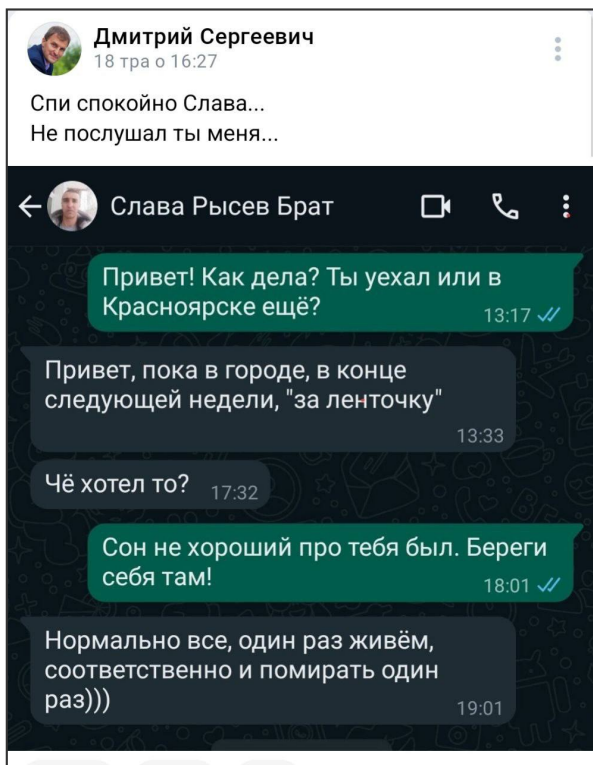 Дмитрий Сергеевич
18 тра о 16:27
Спи спокойно Слава...
Не послушал ты меня...
Слава Рысев Брат
Привет! Как дела? Ты уехал или в
Красноярске ещё?
13:17
Привет, пока в городе, в конце
следующей недели, "за ленточку"
13:33
Чё хотел то?
17:32
Сон не хороший про тебя был. Береги
себя там!
18:01
Нормально все, один раз живём,
соответственно и помирать один
раз)))
19:01